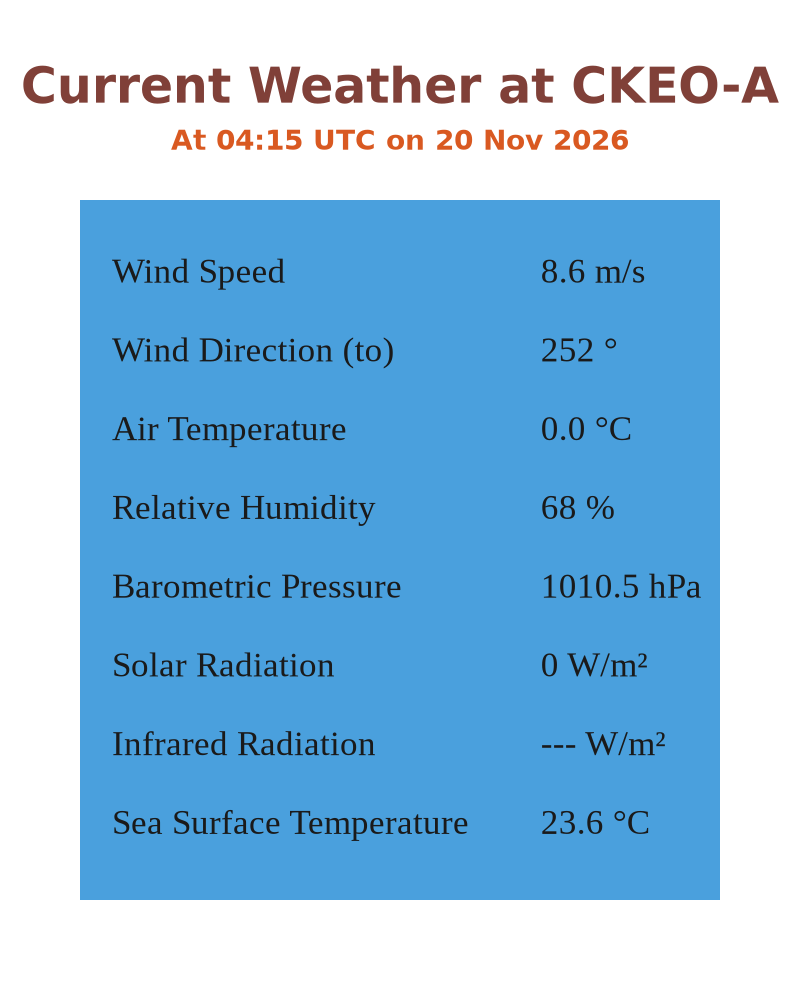 Current Weather at CKEO-A
At 04:15 UTC on 20 Nov 2026
Wind Speed 8.6 m/s
Wind Direction (to) 252 °
Air Temperature 0.0 °C
Relative Humidity 68 %
Barometric Pressure 1010.5 hPa
Solar Radiation 0 W/m²
Infrared Radiation --- W/m²
Sea Surface Temperature 23.6 °C